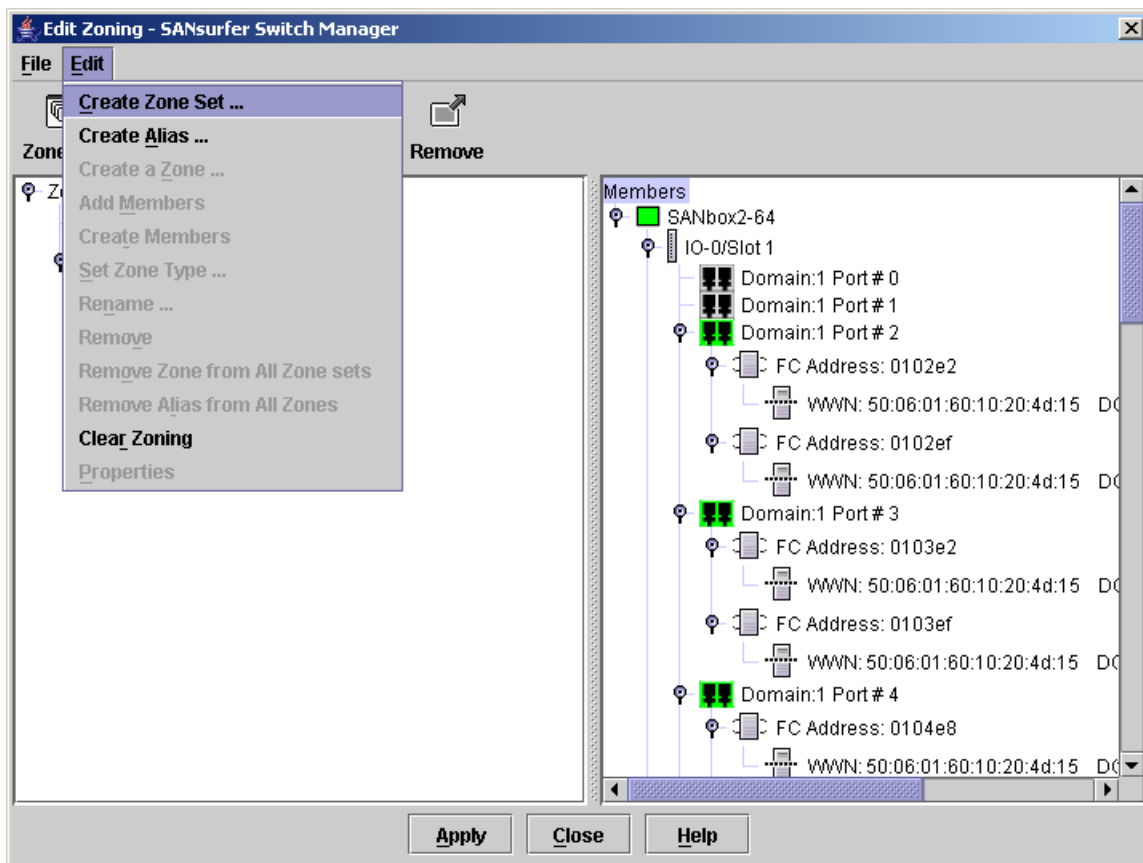 Edit Zoning - SANsurfer Switch Manager
File Edit
Create Zone Set ...
Create Alias ...
Create a Zone ...
Add Members
Create Members
Set Zone Type ...
Rename ...
Remove
Remove Zone from All Zone sets
Remove Alias from All Zones
Clear Zoning
Properties
Zone
Remove
Members
SANbox2-64
IO-0/Slot 1
Domain:1 Port # 0
Domain:1 Port # 1
Domain:1 Port # 2
FC Address: 0102e2
WWN: 50:06:01:60:10:20:4d:15
FC Address: 0102ef
WWN: 50:06:01:60:10:20:4d:15
Domain:1 Port # 3
FC Address: 0103e2
WWN: 50:06:01:60:10:20:4d:15
FC Address: 0103ef
WWN: 50:06:01:60:10:20:4d:15
Domain:1 Port # 4
FC Address: 0104e8
WWN: 50:06:01:60:10:20:4d:15
Apply Close Help